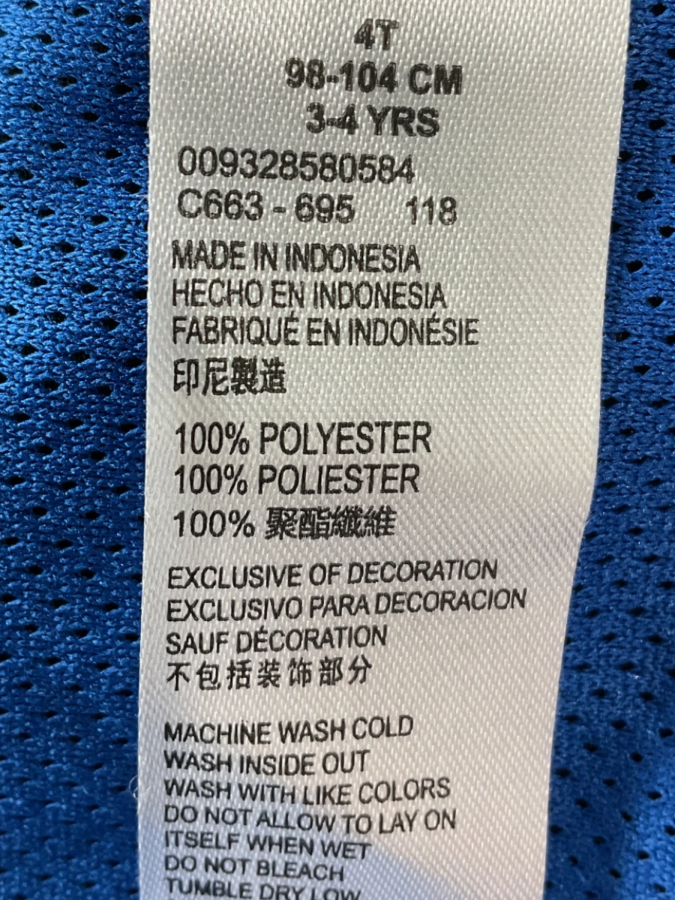 4T
98-104 CM
3-4 YRS
009328580584
C663 - 695 118
MADE IN INDONESIA
HECHO EN INDONESIA
FABRIQUÉ EN INDONÉSIE
印尼製造
100% POLYESTER
100% POLIESTER
100% 聚酯纖維
EXCLUSIVE OF DECORATION
EXCLUSIVO PARA DECORACION
SAUF DÉCORATION
不包括装饰部分
MACHINE WASH COLD
WASH INSIDE OUT
WASH WITH LIKE COLORS
DO NOT ALLOW TO LAY ON
ITSELF WHEN WET
DO NOT BLEACH
TUMBLE DRY LOW